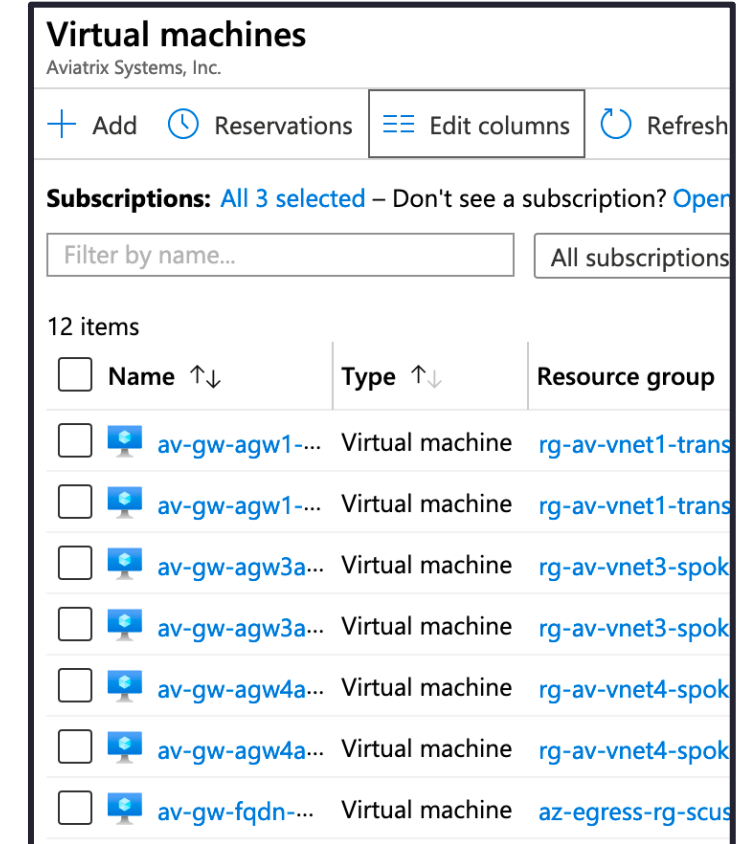 Virtual machines
Aviatrix Systems, Inc.
Add Reservations Edit columns Refresh
Subscriptions: All 3 selected – Don't see a subscription? Open
Filter by name... All subscriptions
12 items
Name ↑↓ Type ↑↓ Resource group
av-gw-agw1-... Virtual machine rg-av-vnet1-trans
av-gw-agw1-... Virtual machine rg-av-vnet1-trans
av-gw-agw3a... Virtual machine rg-av-vnet3-spok
av-gw-agw3a... Virtual machine rg-av-vnet3-spok
av-gw-agw4a... Virtual machine rg-av-vnet4-spok
av-gw-agw4a... Virtual machine rg-av-vnet4-spok
av-gw-fqdn-... Virtual machine az-egress-rg-scus